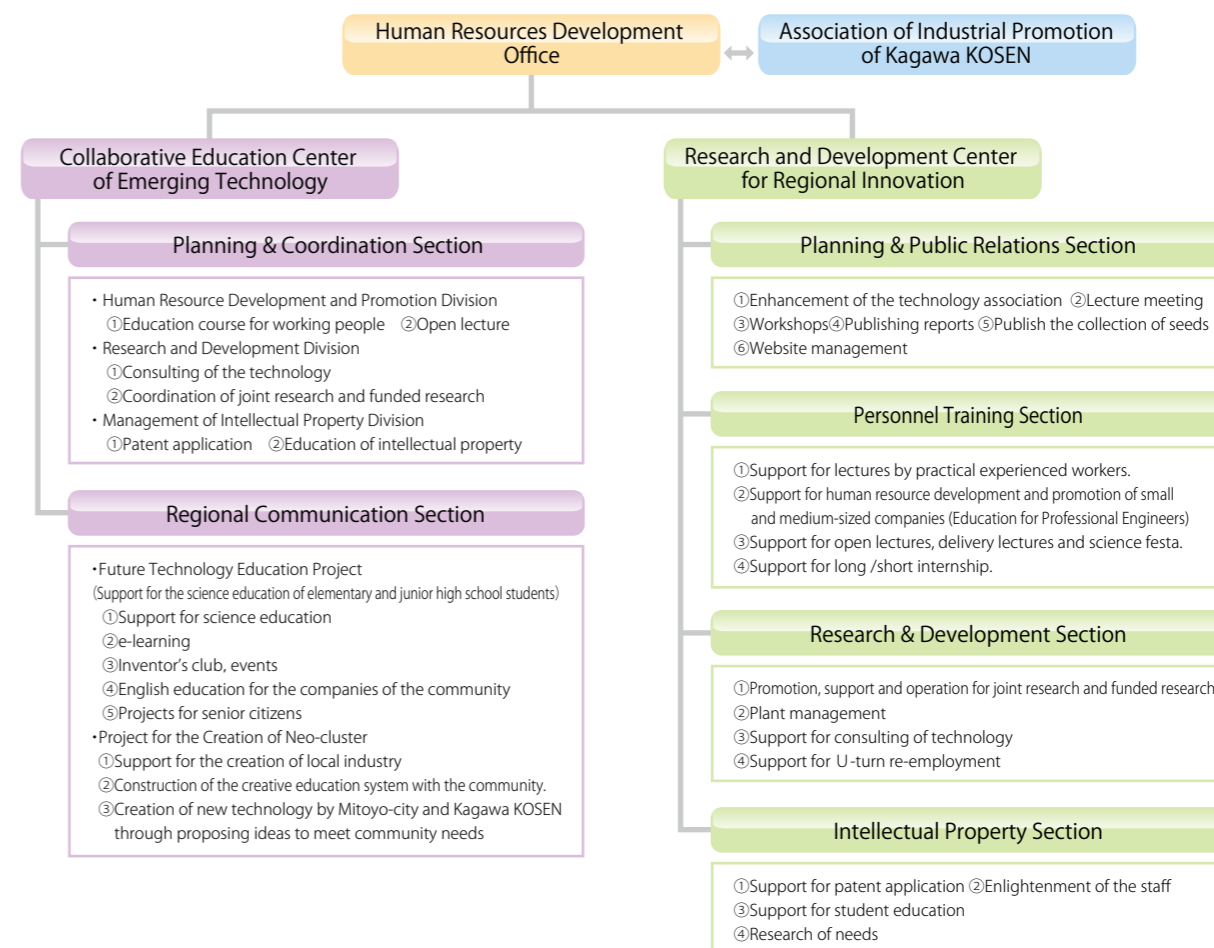 Human Resources Development
Office
Association of Industrial Promotion
of Kagawa KOSEN
Collaborative Education Center
of Emerging Technology
Planning & Coordination Section
・Human Resource Development and Promotion Division
①Education course for working people ②Open lecture
・Research and Development Division
①Consulting of the technology
②Coordination of joint research and funded research
・Management of Intellectual Property Division
①Patent application ②Education of intellectual property
Regional Communication Section
・Future Technology Education Project
(Support for the science education of elementary and junior high school students)
①Support for science education
②e-learning
③Inventor's club, events
④English education for the companies of the community
⑤Projects for senior citizens
・Project for the Creation of Neo-cluster
①Support for the creation of local industry
②Construction of the creative education system with the community.
③Creation of new technology by Mitoyo-city and Kagawa KOSEN
through proposing ideas to meet community needs
Research and Development Center
for Regional Innovation
Planning & Public Relations Section
①Enhancement of the technology association ②Lecture meeting
③Workshops④Publishing reports ⑤Publish the collection of seeds
⑥Website management
Personnel Training Section
①Support for lectures by practical experienced workers.
②Support for human resource development and promotion of small
and medium-sized companies (Education for Professional Engineers)
③Support for open lectures, delivery lectures and science festa.
④Support for long /short internship.
Research & Development Section
①Promotion, support and operation for joint research and funded research
②Plant management
③Support for consulting of technology
④Support for U-turn re-employment
Intellectual Property Section
①Support for patent application ②Enlightenment of the staff
③Support for student education
④Research of needs